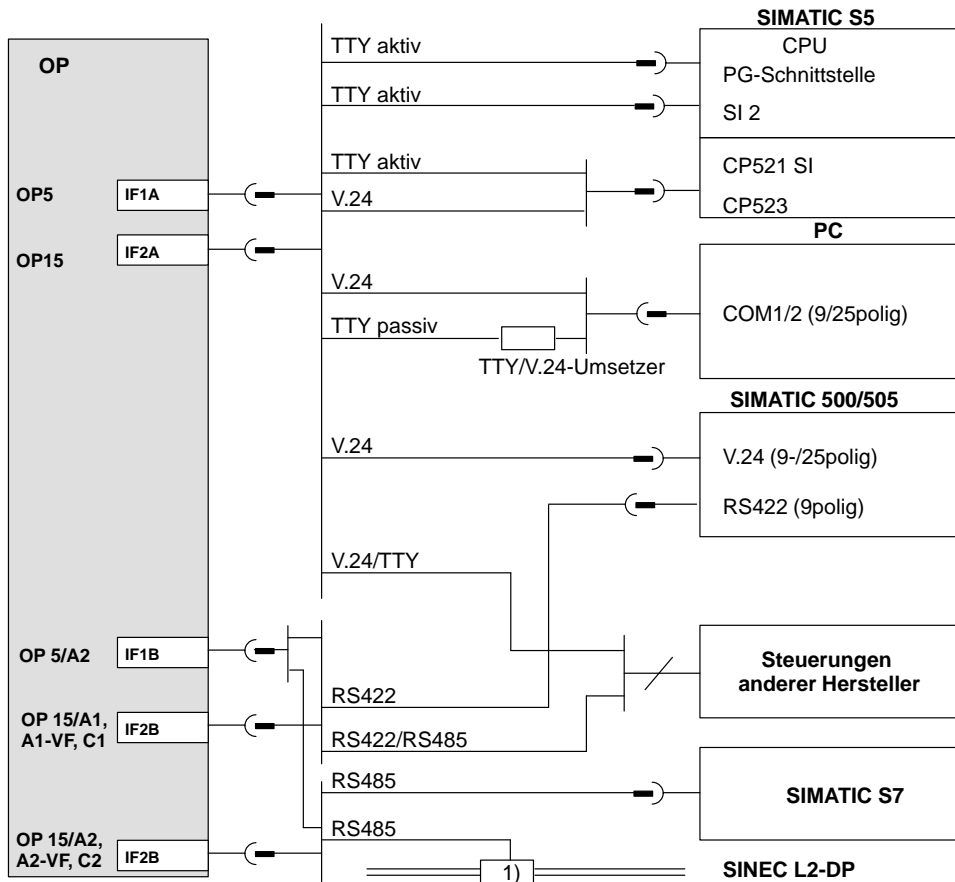 SIMATIC S5
OP
TTY aktiv
CPU
PG-Schnittstelle
TTY aktiv
SI 2
TTY aktiv
CP521 SI
OP5
IF1A
V.24
CP523
PC
OP15
IF2A
V.24
COM1/2 (9/25polig)
TTY passiv
TTY/V.24-Umsetzer
SIMATIC 500/505
V.24
V.24 (9-/25polig)
RS422 (9polig)
V.24/TTY
OP 5/A2
IF1B
Steuerungen
anderer Hersteller
RS422
OP 15/A1,
A1-VF, C1
IF2B
RS422/RS485
RS485
SIMATIC S7
RS485
OP 15/A2,
A2-VF, C2
IF2B
1)
SINEC L2-DP